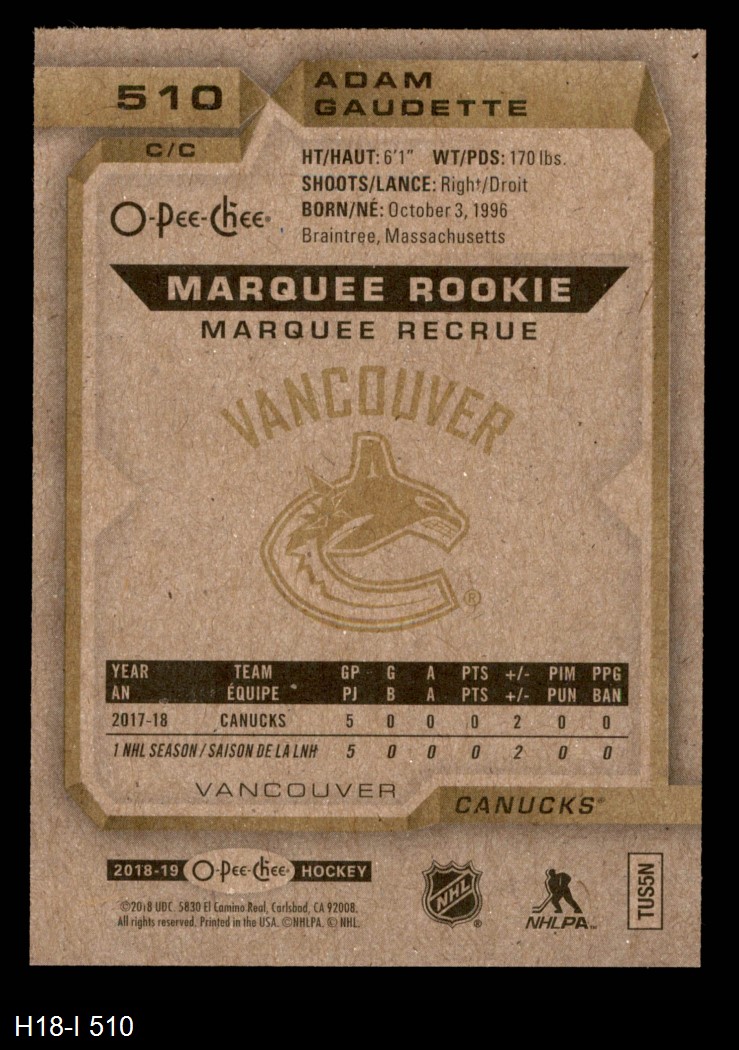 510
ADAM
GAUDETTE
C/C
HT/HAUT: 6'1" WT/PDS: 170 lbs.
SHOOTS/LANCE: Right/Droit
BORN/NÉ: October 3, 1996
Braintree, Massachusetts
O-Pee-Chee®
MARQUEE ROOKIE
MARQUEE RECRUE
VANCOUVER
®
YEAR TEAM GP G A PTS +/- PIM PPG
AN ÉQUIPE PJ B A PTS +/- PUN BAN
2017-18 CANUCKS 5 0 0 0 2 0 0
1 NHL SEASON / SAISON DE LA LNH 5 0 0 0 2 0 0
VANCOUVER
CANUCKS®
2018-19 O-Pee-Chee® HOCKEY
©2018 UDC. 5830 El Camino Real, Carlsbad, CA 92008.
All rights reserved. Printed in the USA. ©NHLPA. © NHL.
NHL®
NHLPA™
TUS5N
H18-I 510